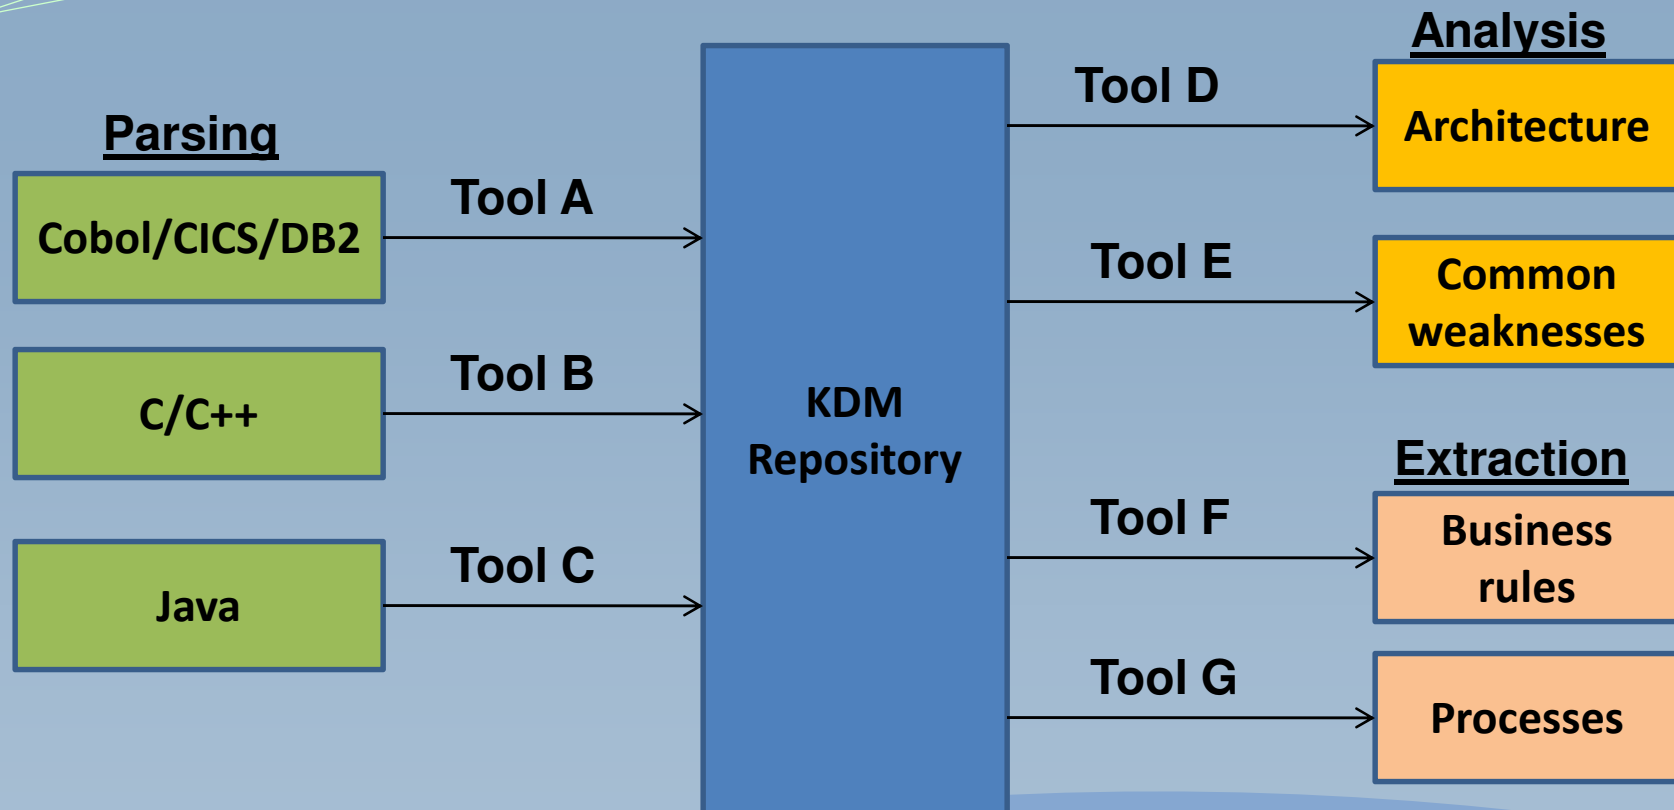 Parsing
Cobol/CICS/DB2
C/C++
Java
Tool A
Tool B
Tool C
KDM
Repository
Tool D
Tool E
Tool F
Tool G
Analysis
Architecture
Common
weaknesses
Extraction
Business
rules
Processes